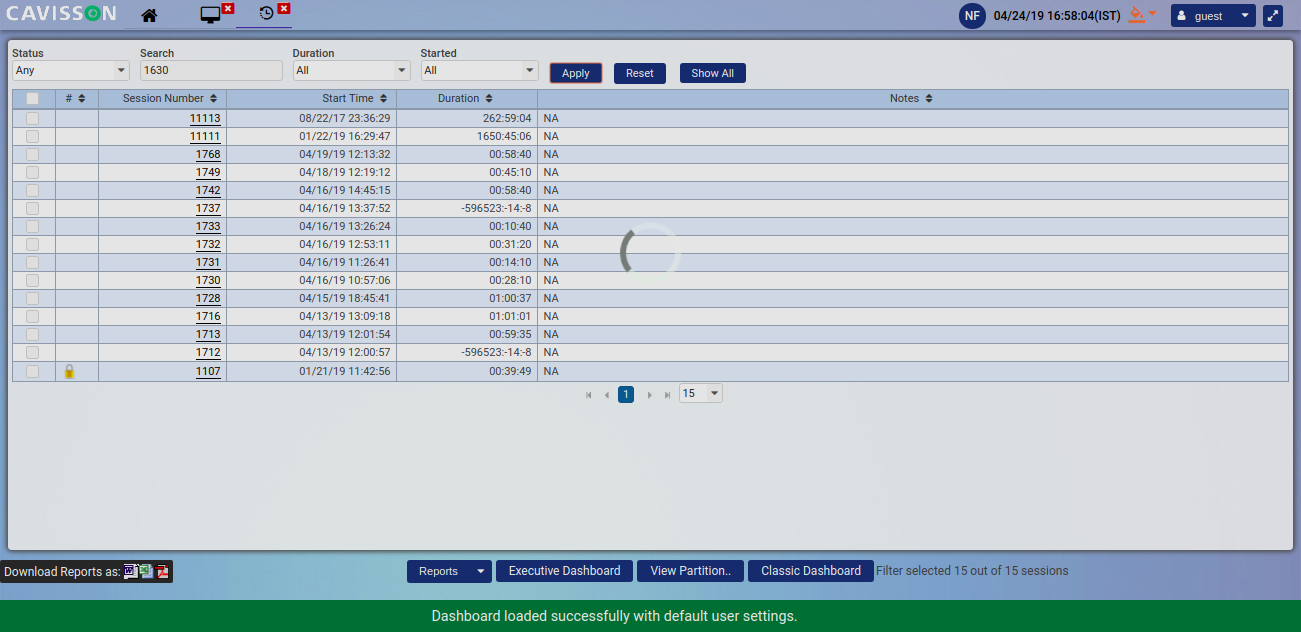 CAVISSON
NF 04/24/19 16:58:04(IST) guest
Status Search Duration Started
Any 1630 All All Apply Reset Show All
# Session Number Start Time Duration Notes
11113 08/22/17 23:36:29 262:59:04 NA
11111 01/22/19 16:29:47 1650:45:06 NA
1768 04/19/19 12:13:32 00:58:40 NA
1749 04/18/19 12:19:12 00:45:10 NA
1742 04/16/19 14:45:15 00:58:40 NA
1737 04/16/19 13:37:52 -596523:-14:-8 NA
1733 04/16/19 13:26:24 00:10:40 NA
1732 04/16/19 12:53:11 00:31:20 NA
1731 04/16/19 11:26:41 00:14:10 NA
1730 04/16/19 10:57:06 00:28:10 NA
1728 04/15/19 18:45:41 01:00:37 NA
1716 04/13/19 13:09:18 01:01:01 NA
1713 04/13/19 12:01:54 00:59:35 NA
1712 04/13/19 12:00:57 -596523:-14:-8 NA
1107 01/21/19 11:42:56 00:39:49 NA
1 15
Download Reports as: Reports Executive Dashboard View Partition.. Classic Dashboard Filter selected 15 out of 15 sessions
Dashboard loaded successfully with default user settings.